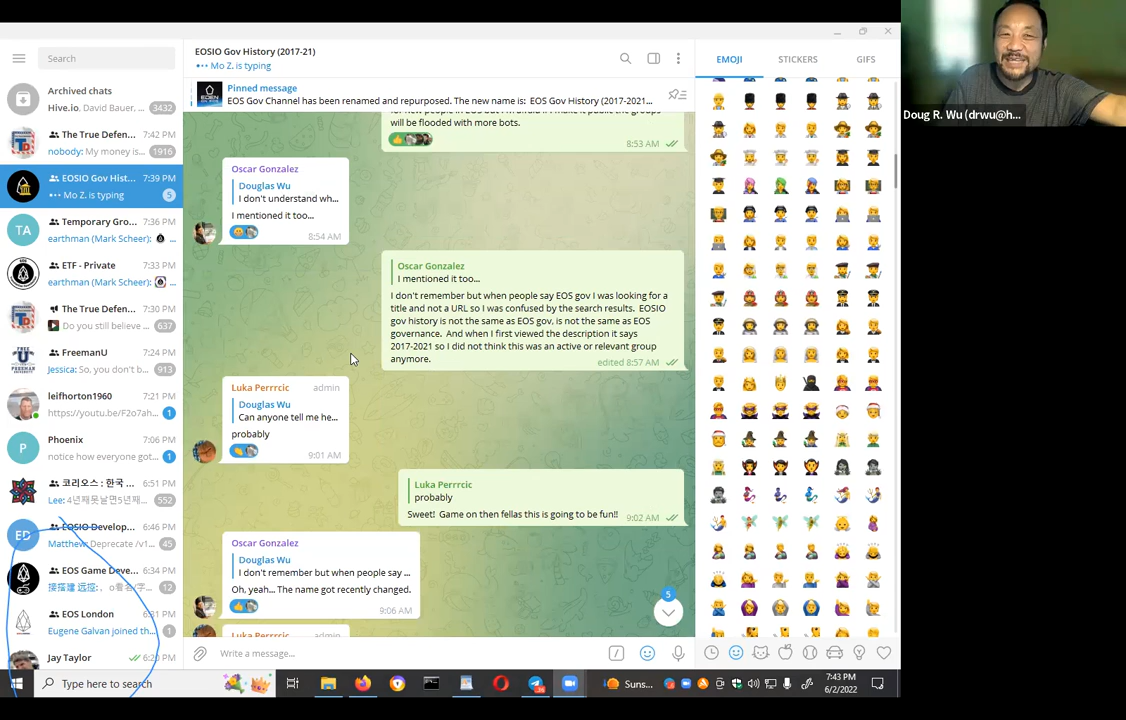 Search
Archived chats
Hive.io, David Bauer, ... 3432
The True Defen... 7:42 PM
nobody: My money is... 1916
EOSIO Gov Hist... 7:39 PM
Mo Z. is typing 5
TA
Temporary Gro... 7:36 PM
earthman (Mark Scheer): ...
ETF - Private 7:33 PM
earthman (Mark Scheer): ...
The True Defen... 7:30 PM
Do you still believe ... 637
FreemanU 7:24 PM
Jessica: So, you don't b... 913
leifhorton1960 7:21 PM
https://youtu.be/F2o7ah... 1
P
Phoenix 7:06 PM
notice how everyone got... 1
코리오스 : 한국 ... 6:51 PM
Lee: 4년째못날면5년째... 552
ED
EOSIO Develop... 6:46 PM
Matthew: Deprecate /v1... 45
EOS Game Deve... 6:34 PM
12
EOS London
Eugene Galvan joined th... 1
Jay Taylor
EOSIO Gov History (2017-21)
Mo Z. is typing
Pinned message
EOS Gov Channel has been renamed and repurposed. The new name is: EOS Gov History (2017-2021...
will be flooded with more bots.
8:53 AM
Oscar Gonzalez
Douglas Wu
I don't understand wh...
I mentioned it too...
8:54 AM
Oscar Gonzalez
I mentioned it too...
I don't remember but when people say EOS gov I was looking for a
title and not a URL so I was confused by the search results. EOSIO
gov history is not the same as EOS gov, is not the same as EOS
governance. And when I first viewed the description it says
2017-2021 so I did not think this was an active or relevant group
anymore.
edited 8:57 AM
Luka Perrrcic admin
Douglas Wu
Can anyone tell me he...
probably
9:01 AM
Luka Perrrcic
probably
Sweet! Game on then fellas this is going to be fun!! 9:02 AM
Oscar Gonzalez
Douglas Wu
I don't remember but when people say ...
Oh, yeah... The name got recently changed.
9:06 AM
Luka Perrrcic admin
5
Write a message...
EMOJI STICKERS GIFS
Doug R. Wu (drwu@h...
Type here to search
Suns...
7:43 PM
6/2/2022